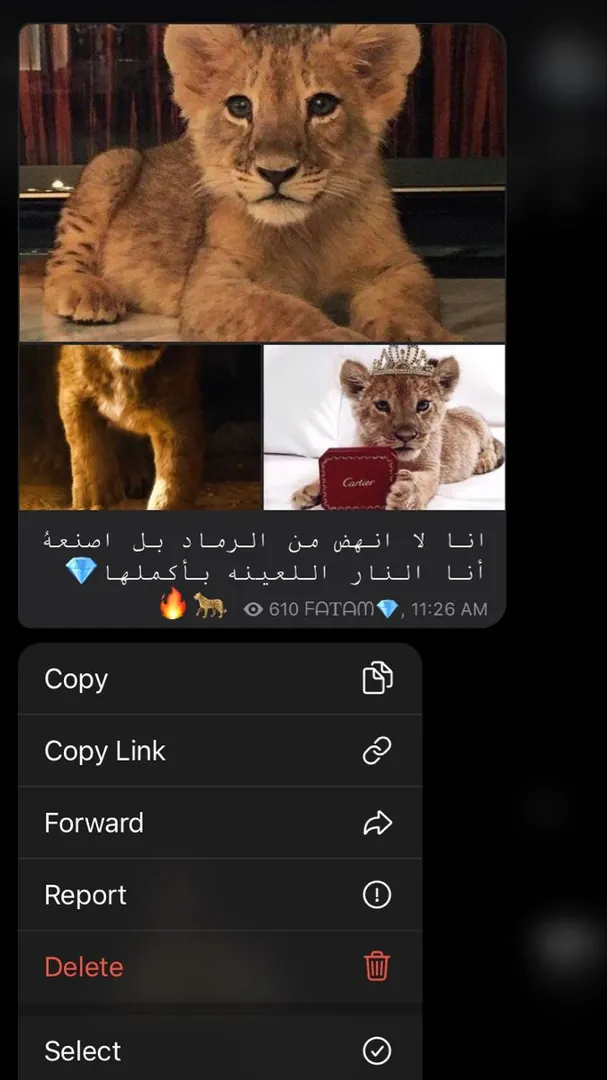 Cartier
انا لا انهض من الرماد بل اصنعهُ
أنا النار اللعينه بأكملها💎
🔥🐆
610 ᖴᗩTᗩᗰ💎, 11:26 AM
Copy
Copy Link
Forward
Report
Delete
Select